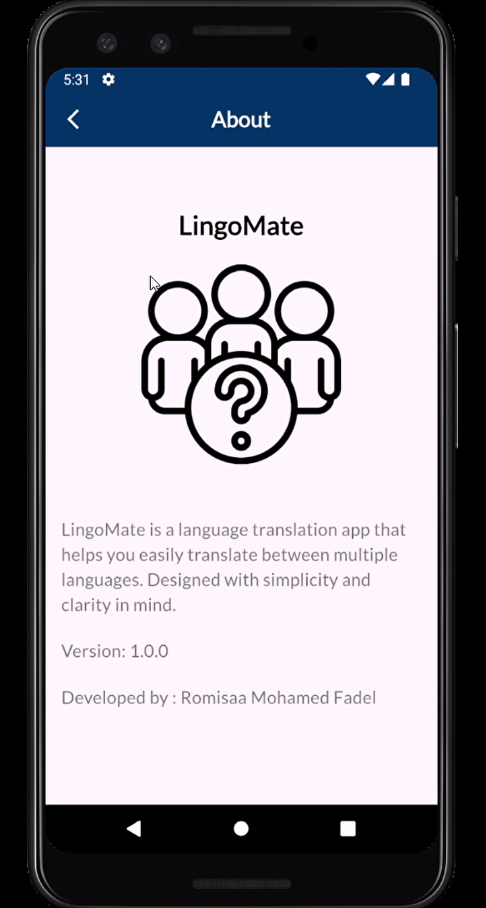 5:31
About
LingoMate
?
LingoMate is a language translation app that
helps you easily translate between multiple
languages. Designed with simplicity and
clarity in mind.
Version: 1.0.0
Developed by : Romisaa Mohamed Fadel